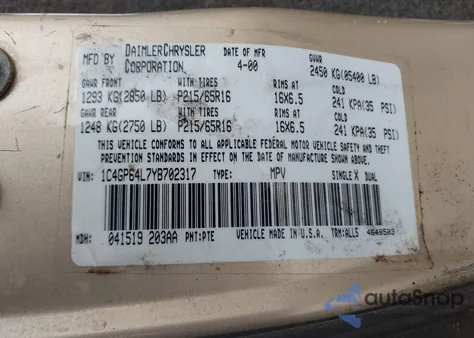 MFD BY DAIMLERCHRYSLER CORPORATION DATE OF MFR 4-00 GVWR 2450 KG(05400 LB)
GAWR FRONT WITH TIRES RIMS AT COLD
1293 KG(2850 LB) P215/65R16 16X6.5 241 KPA(35 PSI)
GAWR REAR WITH TIRES RIMS AT COLD
1248 KG(2750 LB) P215/65R16 16X6.5 241 KPA(35 PSI)
THIS VEHICLE CONFORMS TO ALL APPLICABLE FEDERAL MOTOR VEHICLE SAFETY AND
THEFT PREVENTION STANDARDS IN EFFECT ON THE DATE OF MANUFACTURE SHOWN ABOVE.
VIN: 1C4GP64L7YB702317 TYPE: MPV SINGLE X DUAL
MDH: 041519 203AA PNT: PTE VEHICLE MADE IN U.S.A. TRM: ALLS 4648503
autoSnap